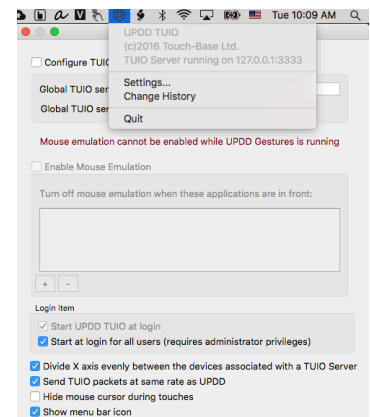 Tue 10:09 AM
UPDD TUIO
(c)2016 Touch-Base Ltd.
TUIO Server running on 127.0.0.1:3333
Settings...
Change History
Quit
Configure TUIO
Global TUIO ser
Global TUIO ser
Mouse emulation cannot be enabled while UPDD Gestures is running
Enable Mouse Emulation
Turn off mouse emulation when these applications are in front:
+ -
Login item
Start UPDD TUIO at login
Start at login for all users (requires administrator privileges)
Divide X axis evenly between the devices associated with a TUIO Server
Send TUIO packets at same rate as UPDD
Hide mouse cursor during touches
Show menu bar icon